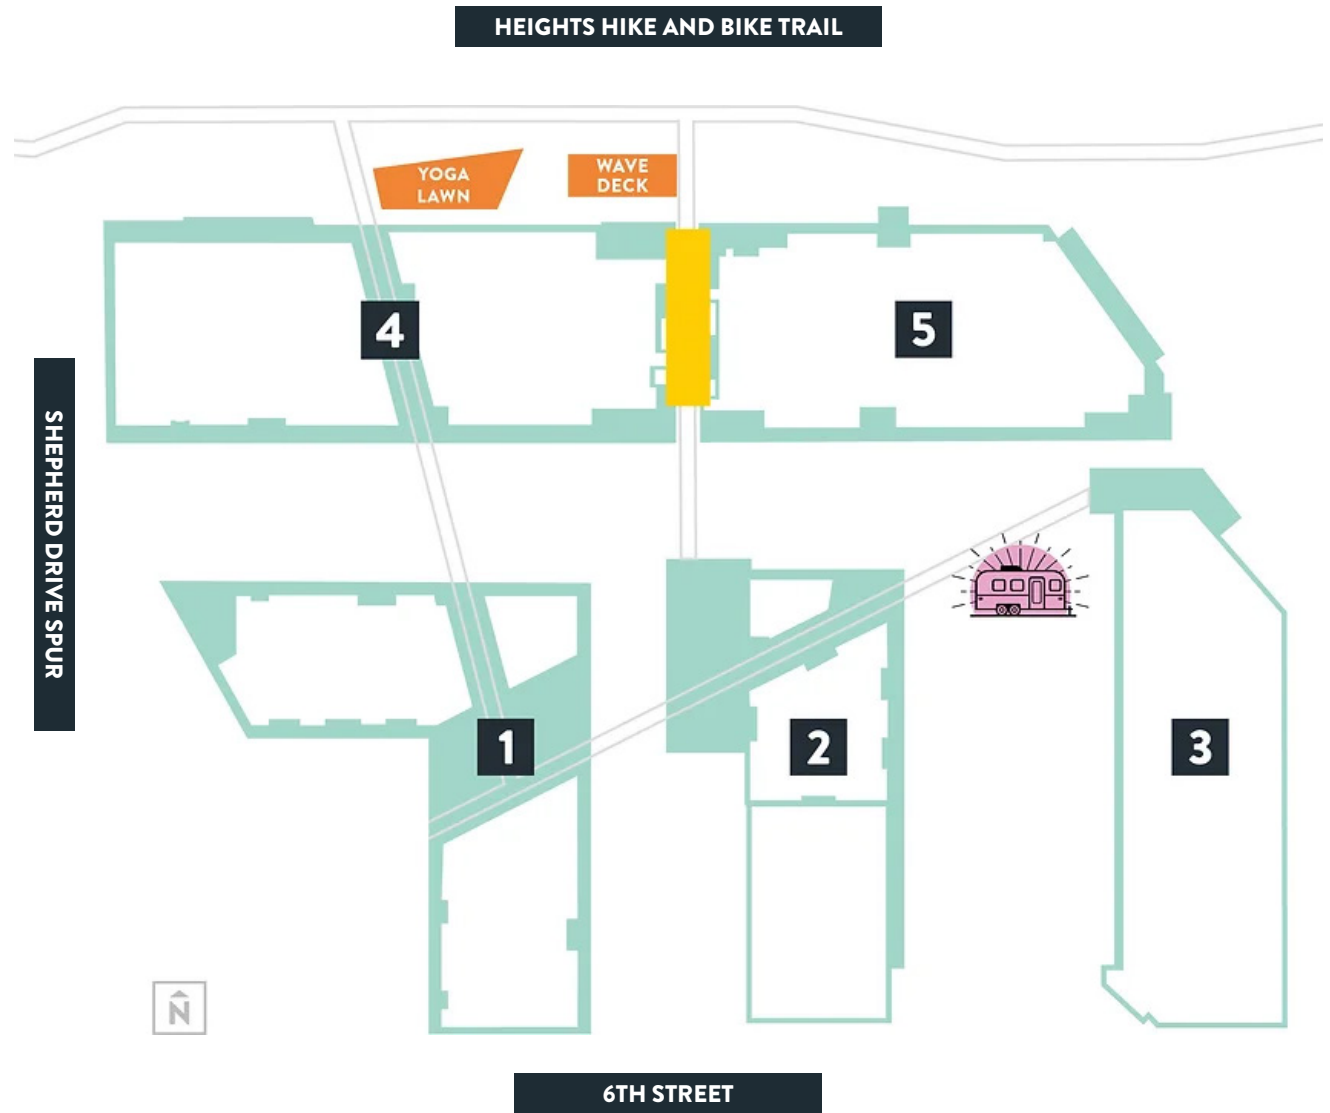 HEIGHTS HIKE AND BIKE TRAIL
YOGA
LAWN
WAVE
DECK
4
5
SHEPHERD DRIVE SPUR
1
2
3
N
6TH STREET